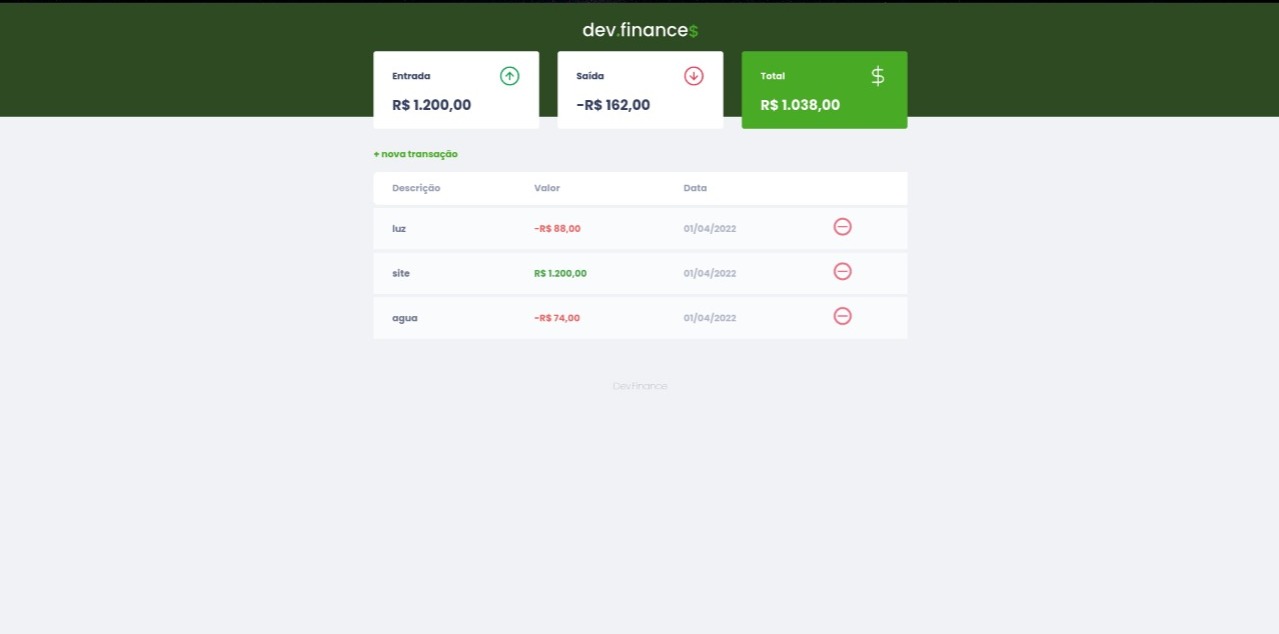 dev.finance$
Entrada
R$ 1.200,00
Saída
-R$ 162,00
Total
$
R$ 1.038,00
+ nova transação
Descrição Valor Data
luz -R$ 88,00 01/04/2022
site R$ 1.200,00 01/04/2022
agua -R$ 74,00 01/04/2022
Dev.Finance